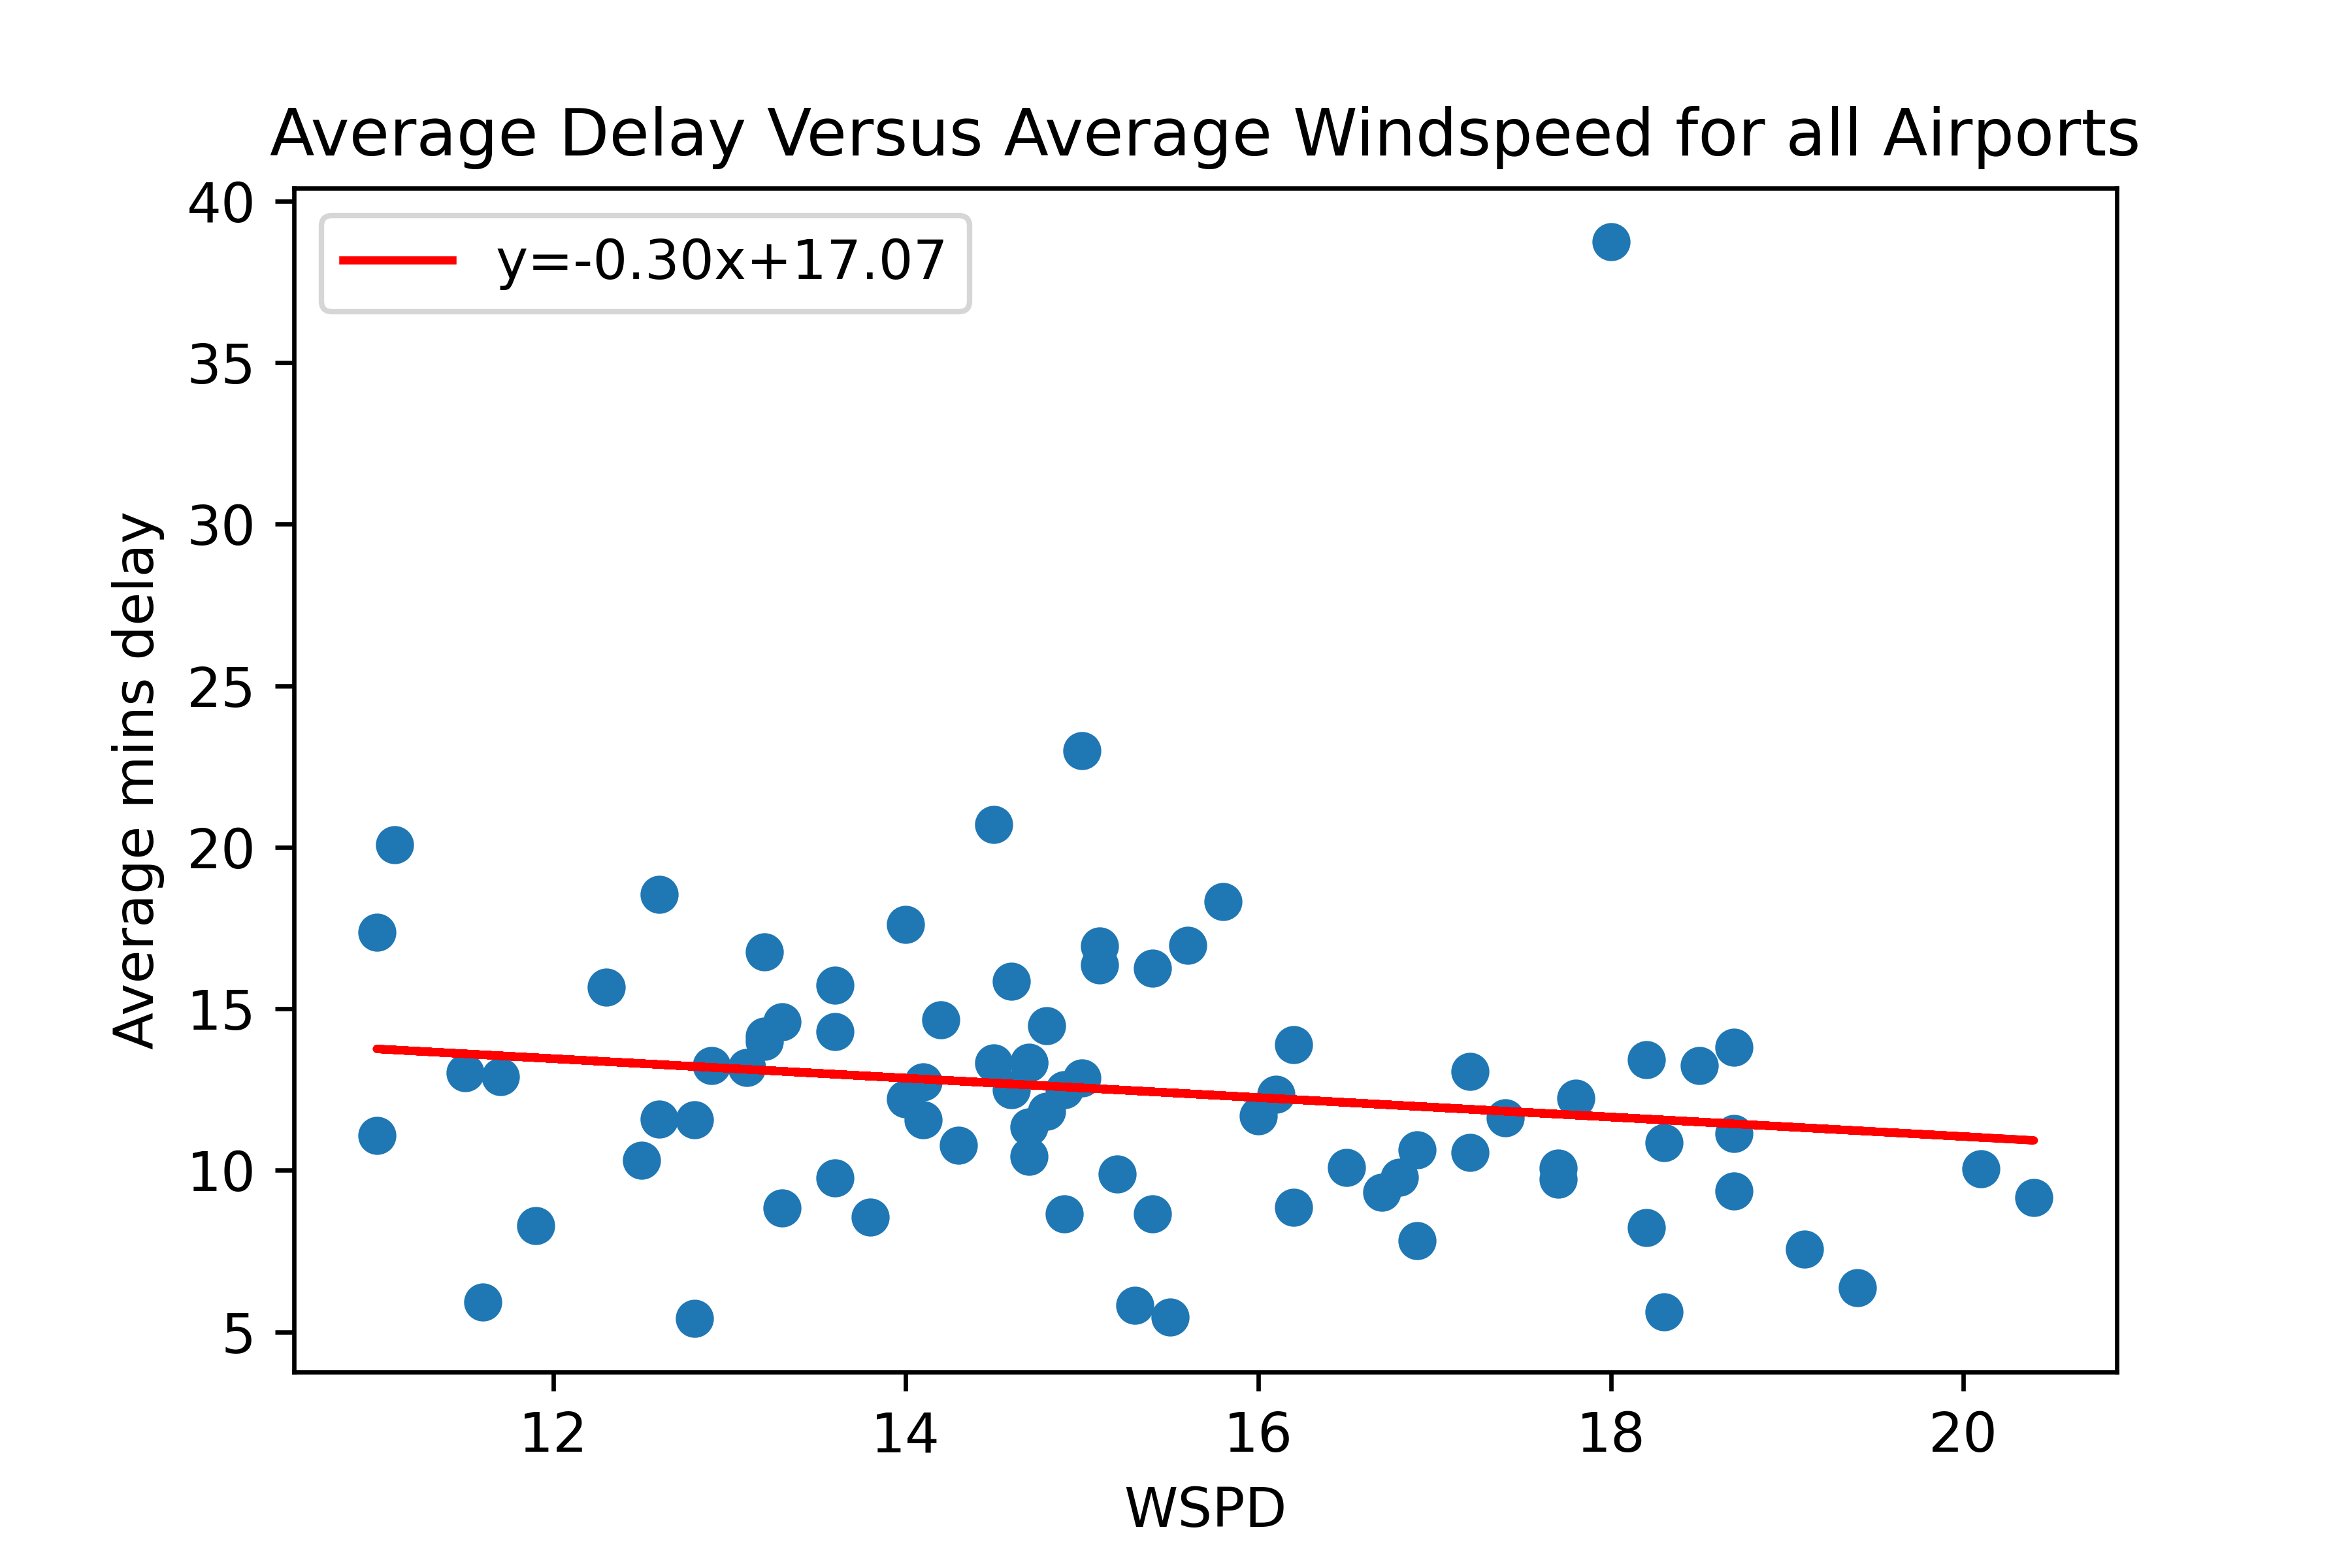 Average Delay Versus Average Windspeed for all Airports
y=-0.30x+17.07
Average mins delay
40
35
30
25
20
15
10
5
12 14 16 18 20
WSPD